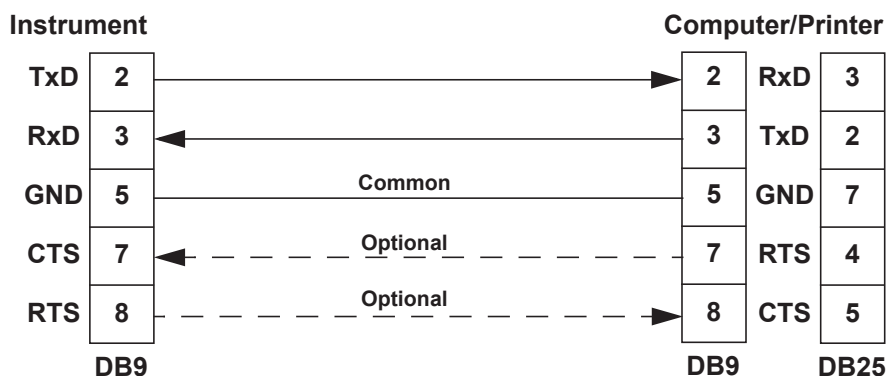 Instrument Computer/Printer
TxD 2 2 RxD 3
RxD 3 3 TxD 2
GND 5 Common 5 GND 7
CTS 7 Optional 7 RTS 4
RTS 8 Optional 8 CTS 5
DB9 DB9 DB25